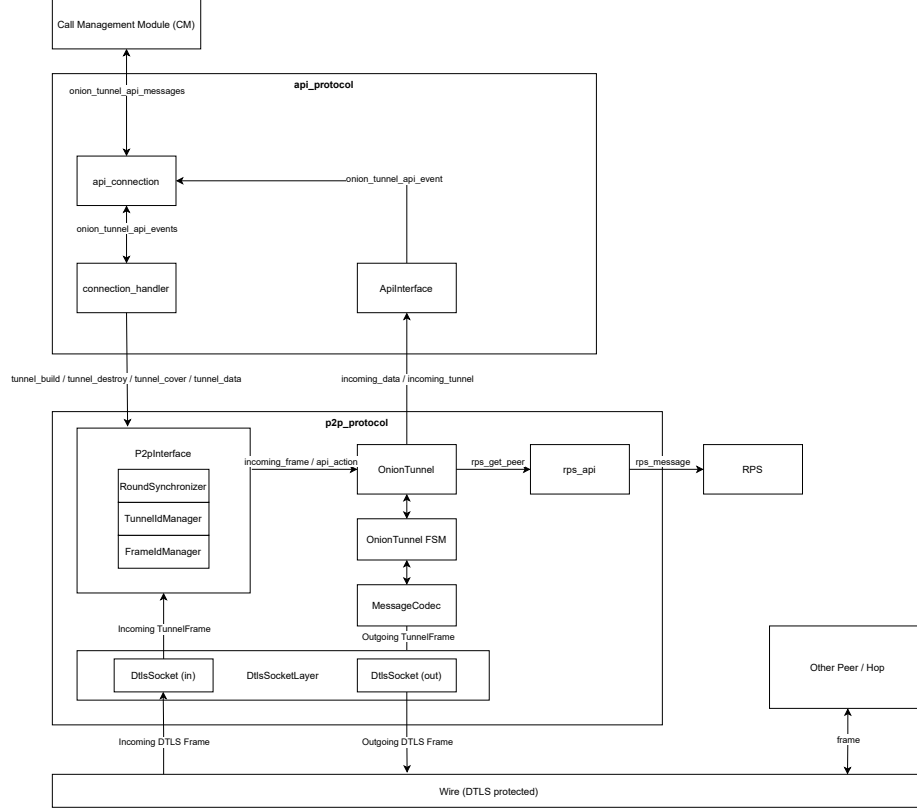 Call Management Module (CM)
onion_tunnel_api_messages
api_protocol
api_connection
onion_tunnel_api_event
onion_tunnel_api_events
connection_handler
ApiInterface
tunnel_build / tunnel_destroy / tunnel_cover / tunnel_data
incoming_data / incoming_tunnel
p2p_protocol
P2pInterface
RoundSynchronizer
TunnelIdManager
FrameIdManager
incoming_frame / api_action
OnionTunnel
rps_get_peer
rps_api
rps_message
RPS
OnionTunnel FSM
MessageCodec
Incoming TunnelFrame
Outgoing TunnelFrame
DtlsSocket (in)
DtlsSocketLayer
DtlsSocket (out)
Other Peer / Hop
Incoming DTLS Frame
Outgoing DTLS Frame
frame
Wire (DTLS protected)